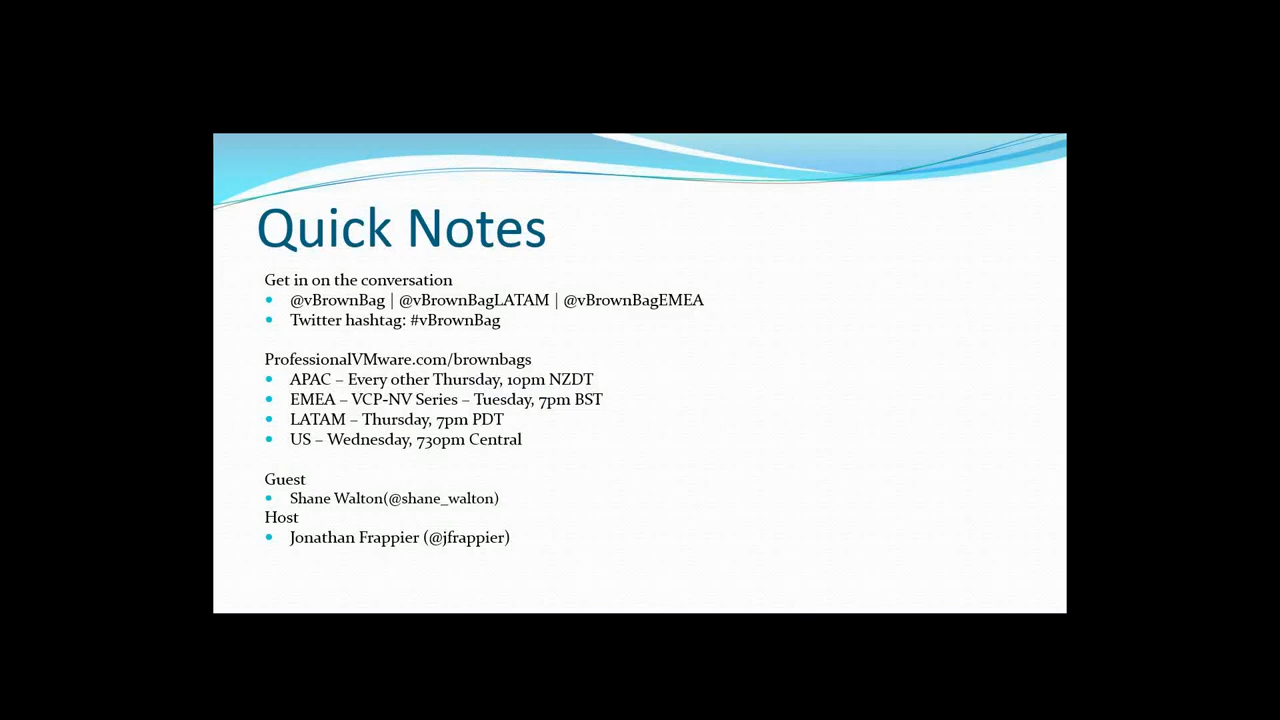 Quick Notes
Get in on the conversation
@vBrownBag | @vBrownBagLATAM | @vBrownBagEMEA
Twitter hashtag: #vBrownBag
ProfessionalVMware.com/brownbags
APAC – Every other Thursday, 10pm NZDT
EMEA – VCP-NV Series – Tuesday, 7pm BST
LATAM – Thursday, 7pm PDT
US – Wednesday, 730pm Central
Guest
Shane Walton(@shane_walton)
Host
Jonathan Frappier (@jfrappier)